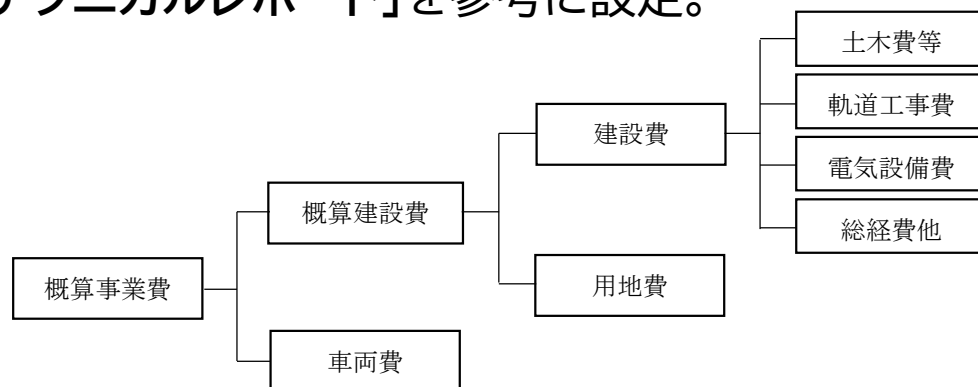 テクニカルレポート」を参考に設定。
土木費等
軌道工事費
建設費
電気設備費
概算建設費
総経費他
概算事業費
用地費
車両費